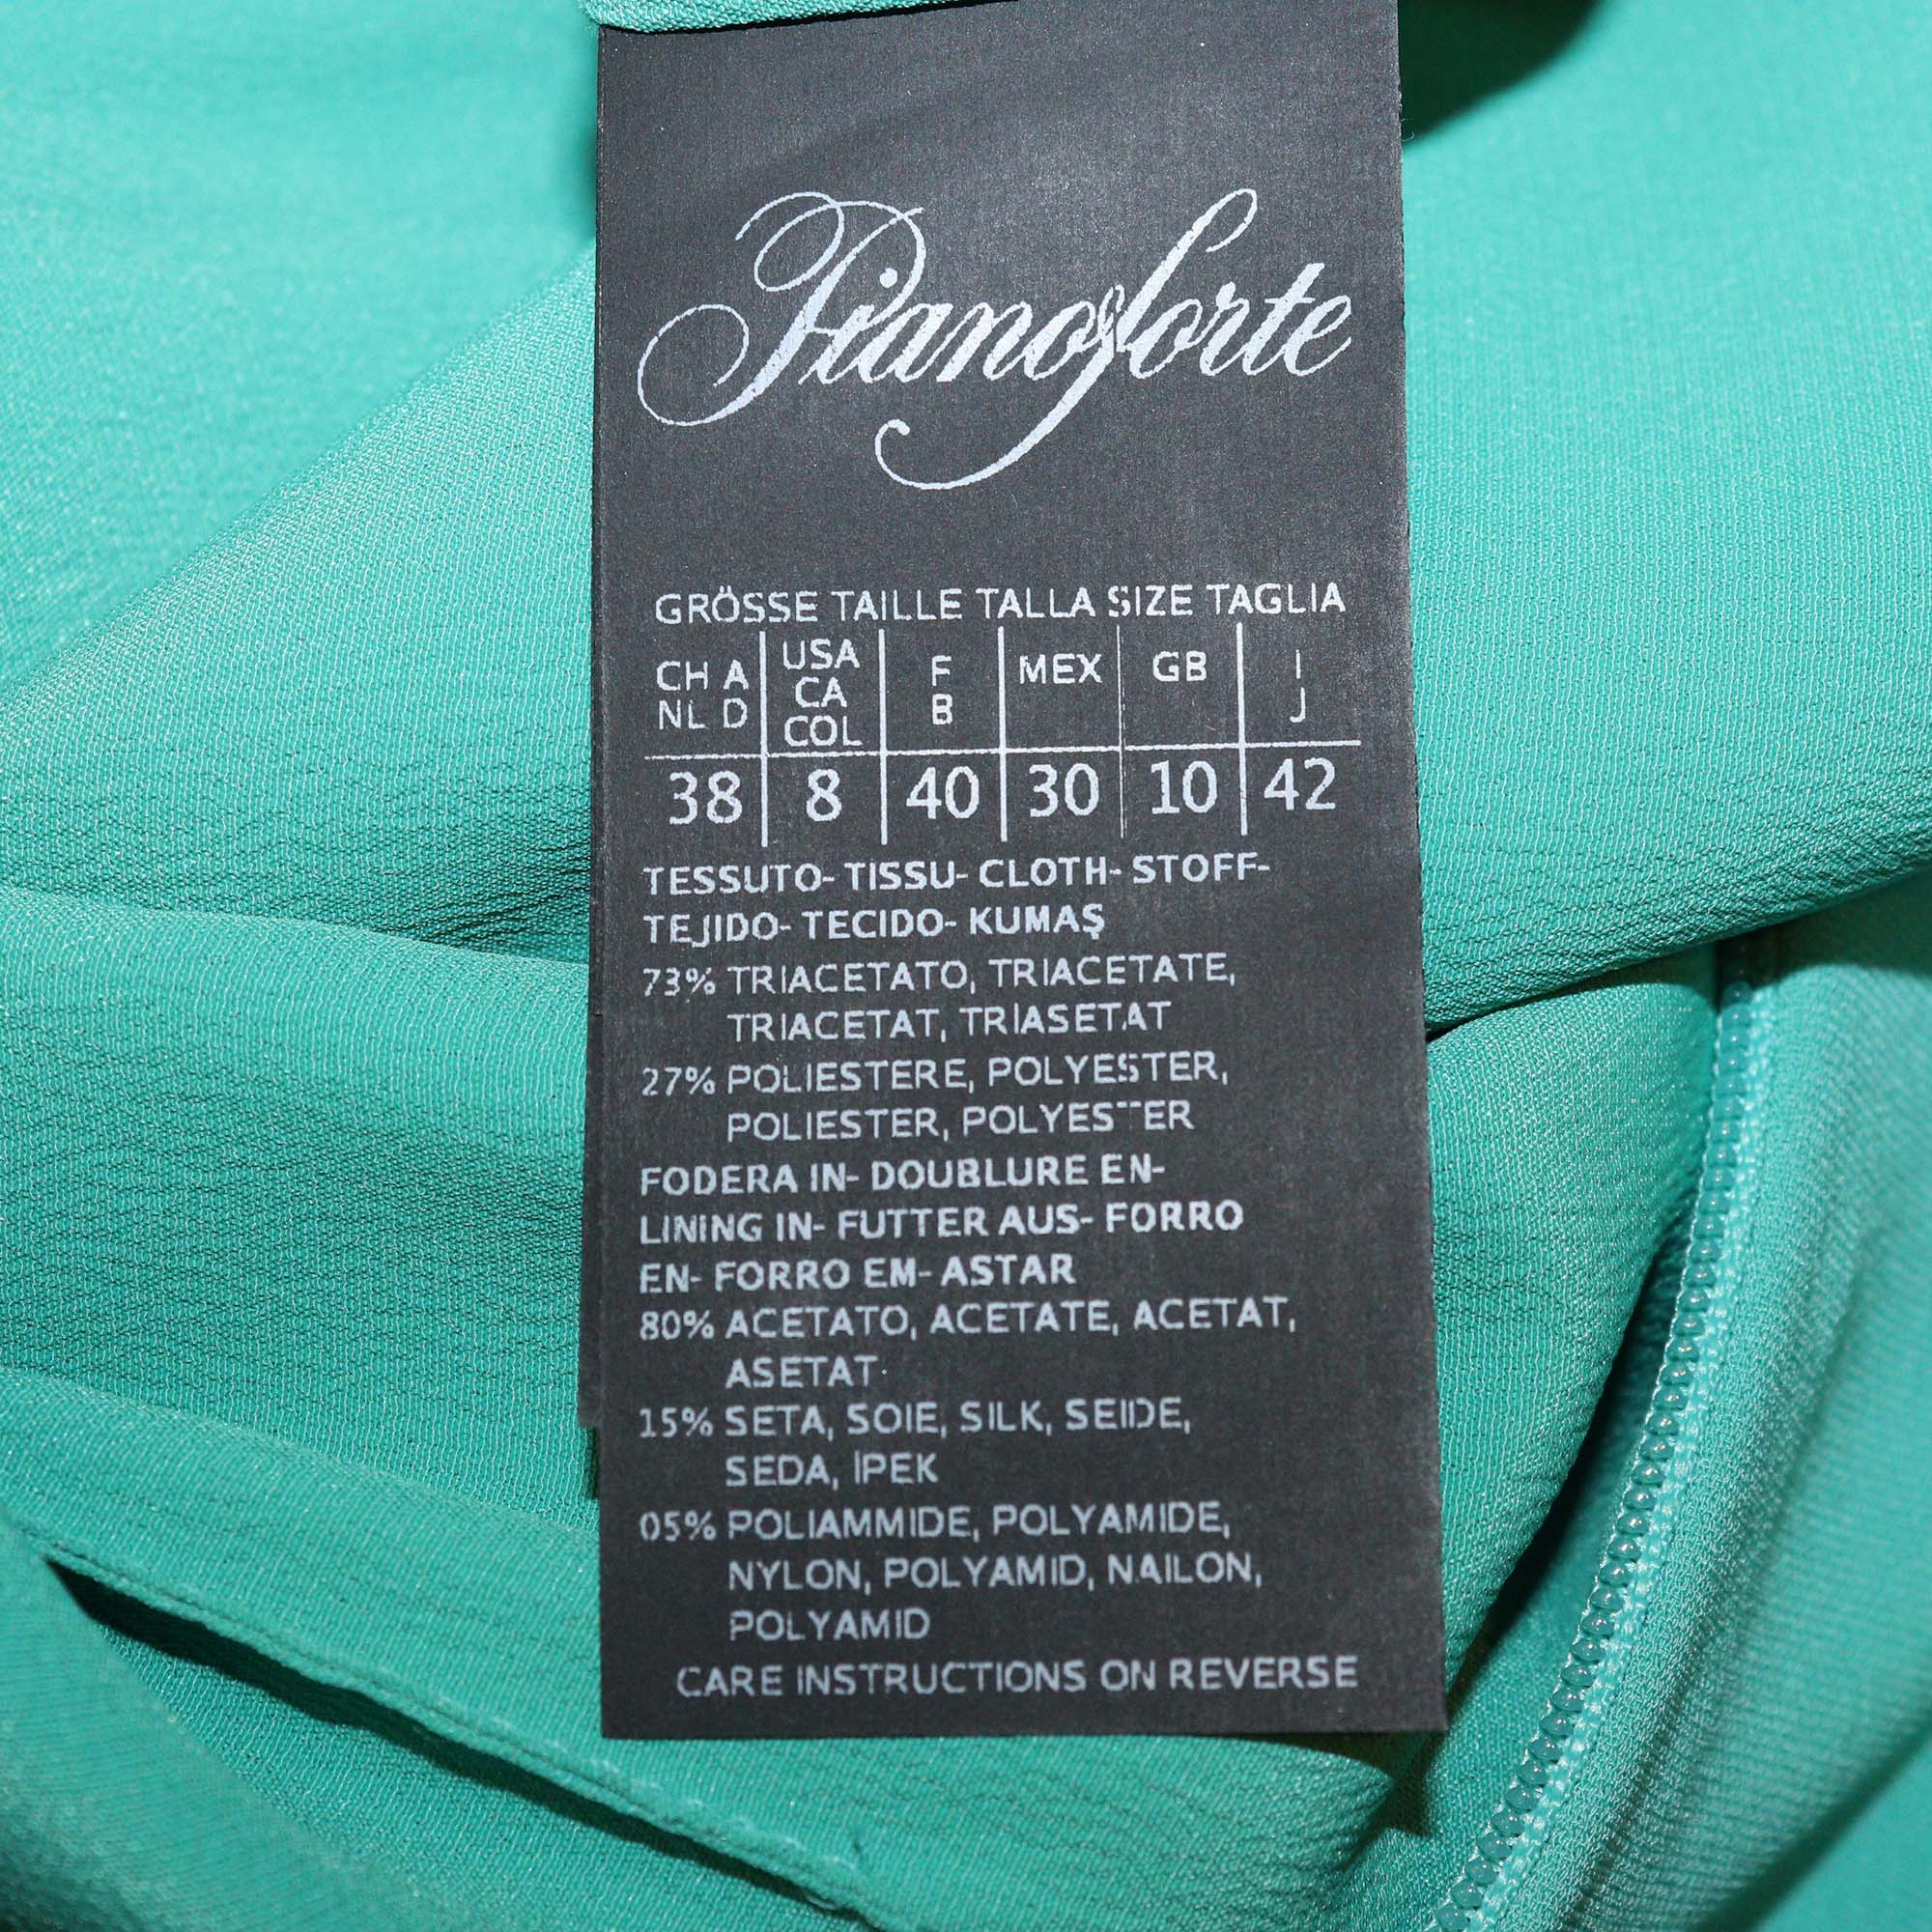 Pianoforte
GRÖSSE TAILLE TALLA SIZE TAGLIA
CH A NL D USA CA COL F B MEX GB I J
38 8 40 30 10 42
TESSUTO- TISSU- CLOTH- STOFF-
TEJIDO- TECIDO- KUMAŞ
73% TRIACETATO, TRIACETATE,
TRIACETAT, TRIASETAT
27% POLIESTERE, POLYESTER,
POLIESTER, POLYESTER
FODERA IN- DOUBLURE EN-
LINING IN- FUTTER AUS- FORRO
EN- FORRO EM- ASTAR
80% ACETATO, ACETATE, ACETAT,
ASETAT
15% SETA, SOIE, SILK, SEIDE,
SEDA, İPEK
05% POLIAMMIDE, POLYAMIDE,
NYLON, POLYAMID, NAILON,
POLYAMID
CARE INSTRUCTIONS ON REVERSE